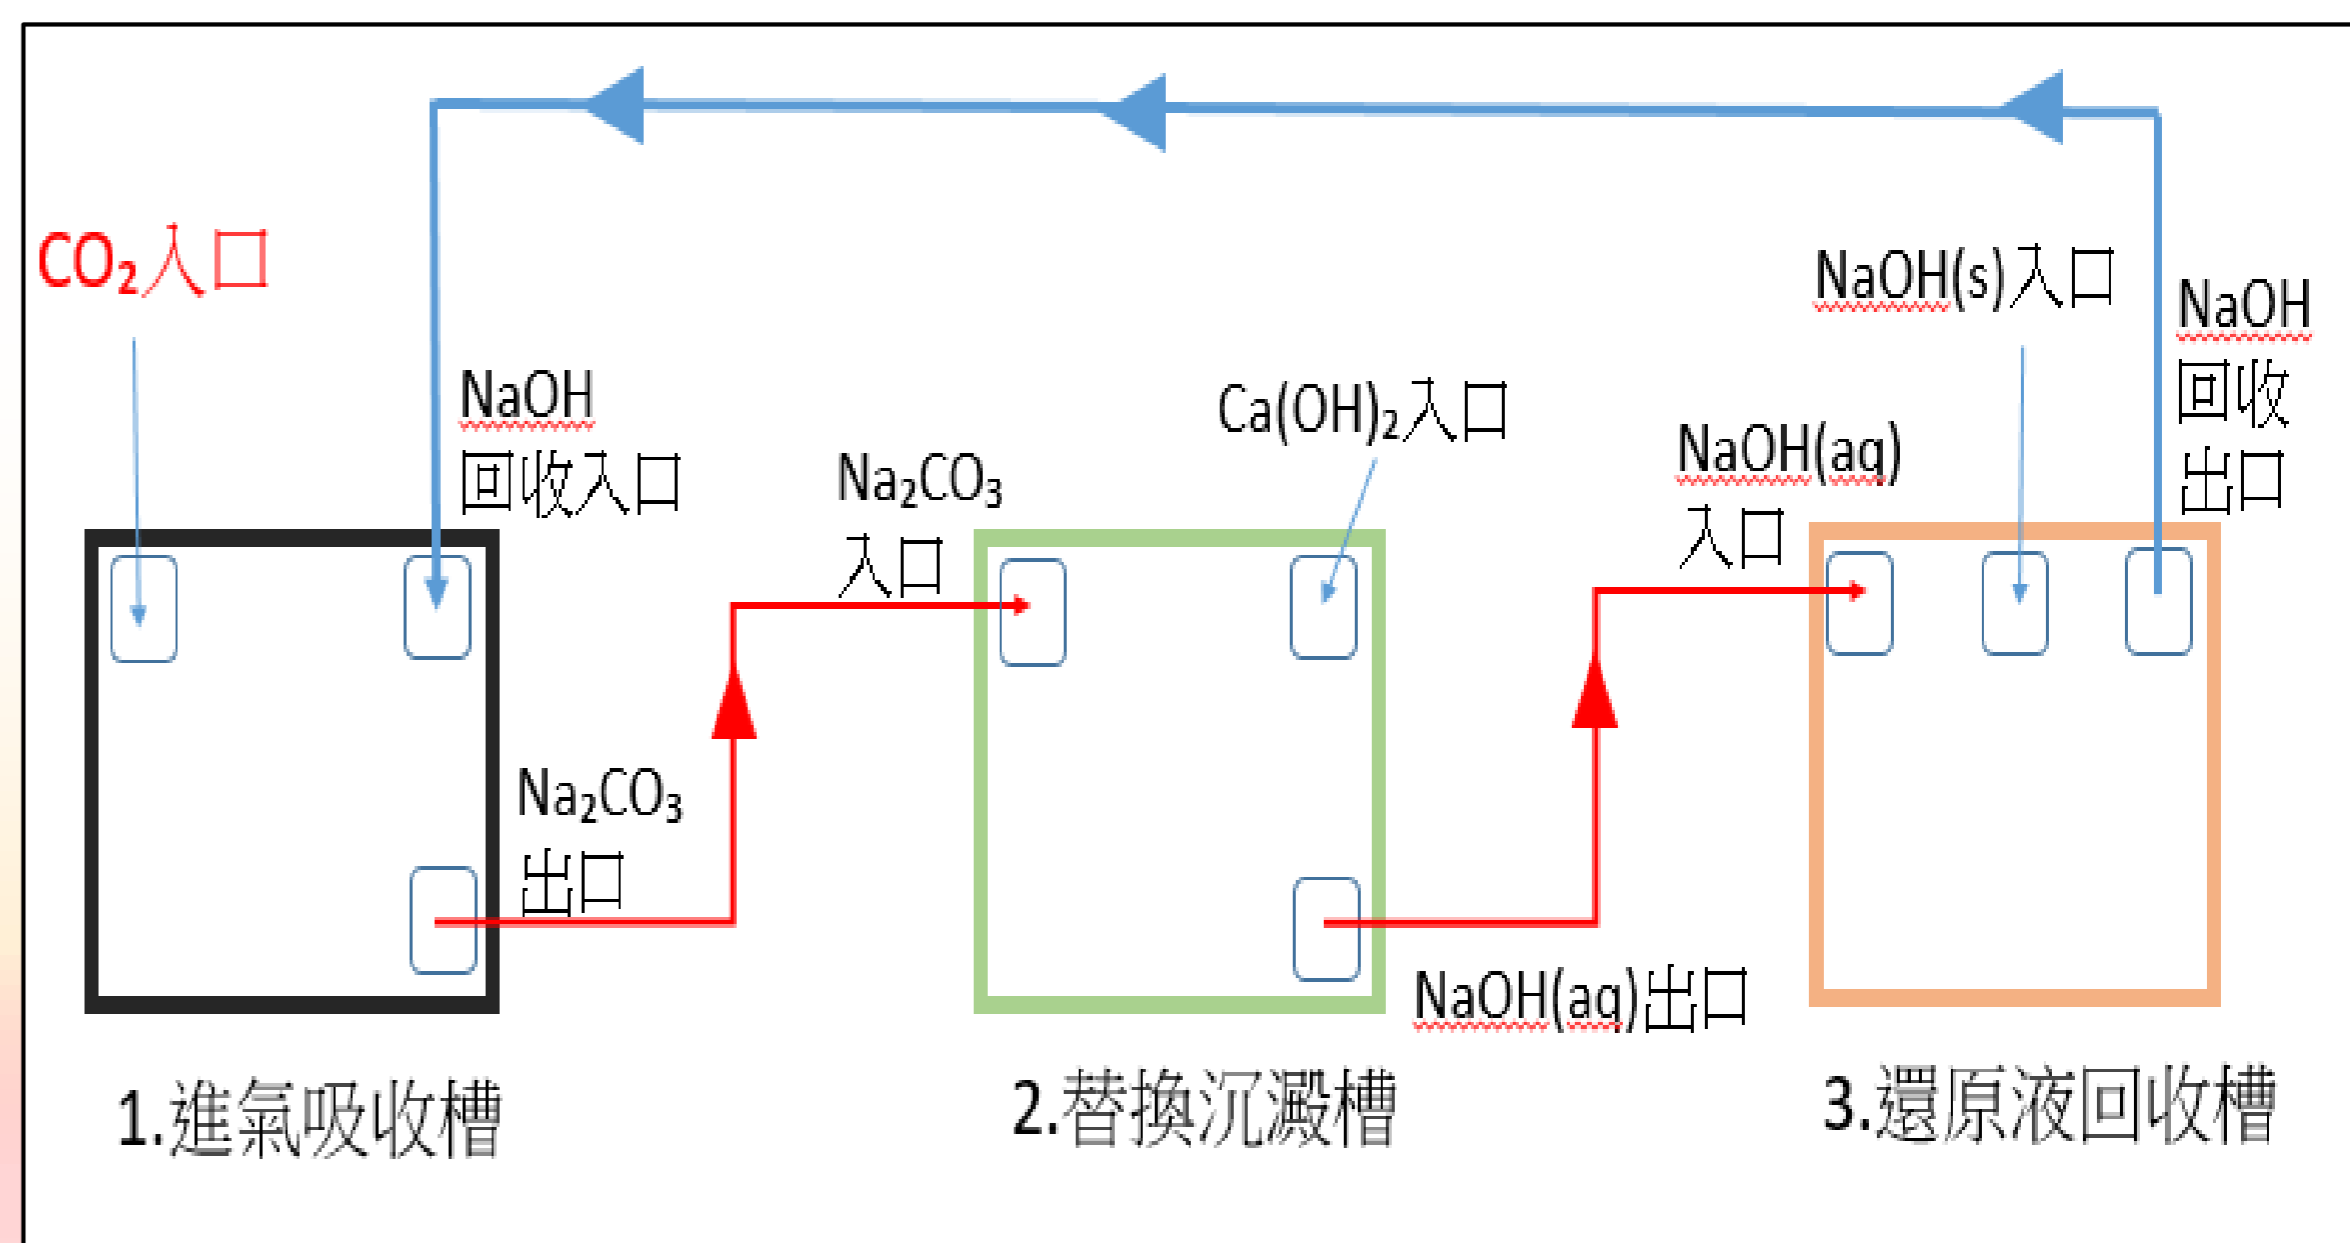 CO₂入口
NaOH
回收入口
Na₂CO₃
出口
Na₂CO₃
入口
Ca(OH)₂入口
NaOH(aq)出口
NaOH(aq)
入口
NaOH(s)入口
NaOH
回收
出口
1.進氣吸收槽
2.替換沉澱槽
3.還原液回收槽